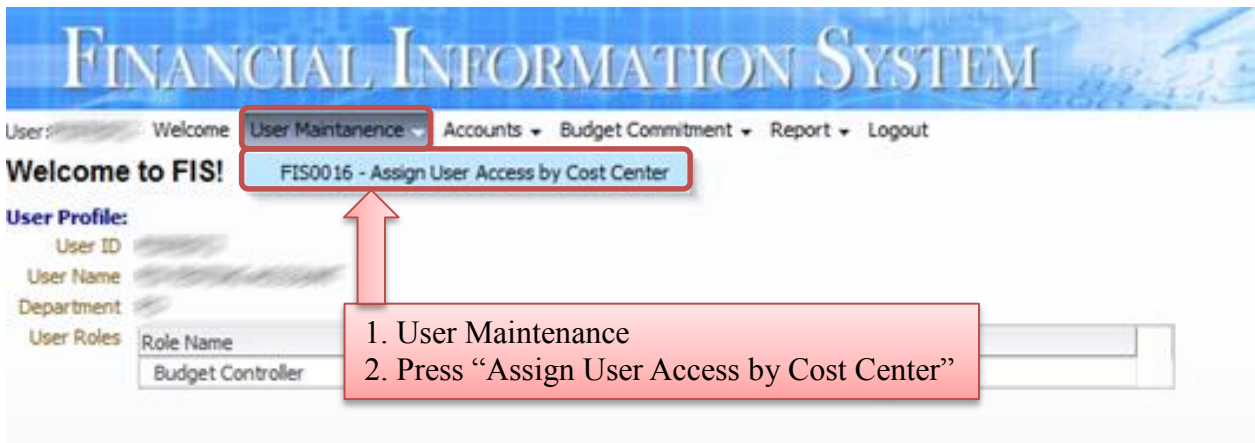 FINANCIAL INFORMATION SYSTEM
User: Welcome User Maintanence Accounts Budget Commitment Report Logout
Welcome to FIS!
FIS0016 - Assign User Access by Cost Center
User Profile:
User ID
User Name
Department
User Roles
Role Name
Budget Controller
1. User Maintenance
2. Press “Assign User Access by Cost Center”